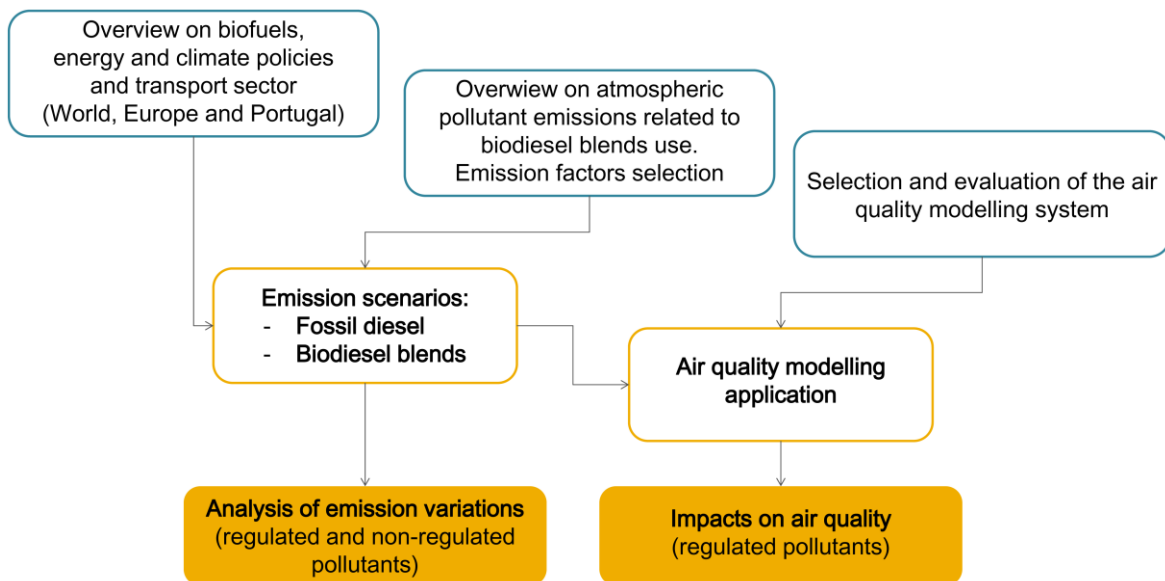 Overview on biofuels,
energy and climate policies
and transport sector
(World, Europe and Portugal)
Overwiew on atmospheric
pollutant emissions related to
biodiesel blends use.
Emission factors selection
Selection and evaluation of the air
quality modelling system
Emission scenarios:
- Fossil diesel
- Biodiesel blends
Air quality modelling
application
Analysis of emission variations
(regulated and non-regulated
pollutants)
Impacts on air quality
(regulated pollutants)